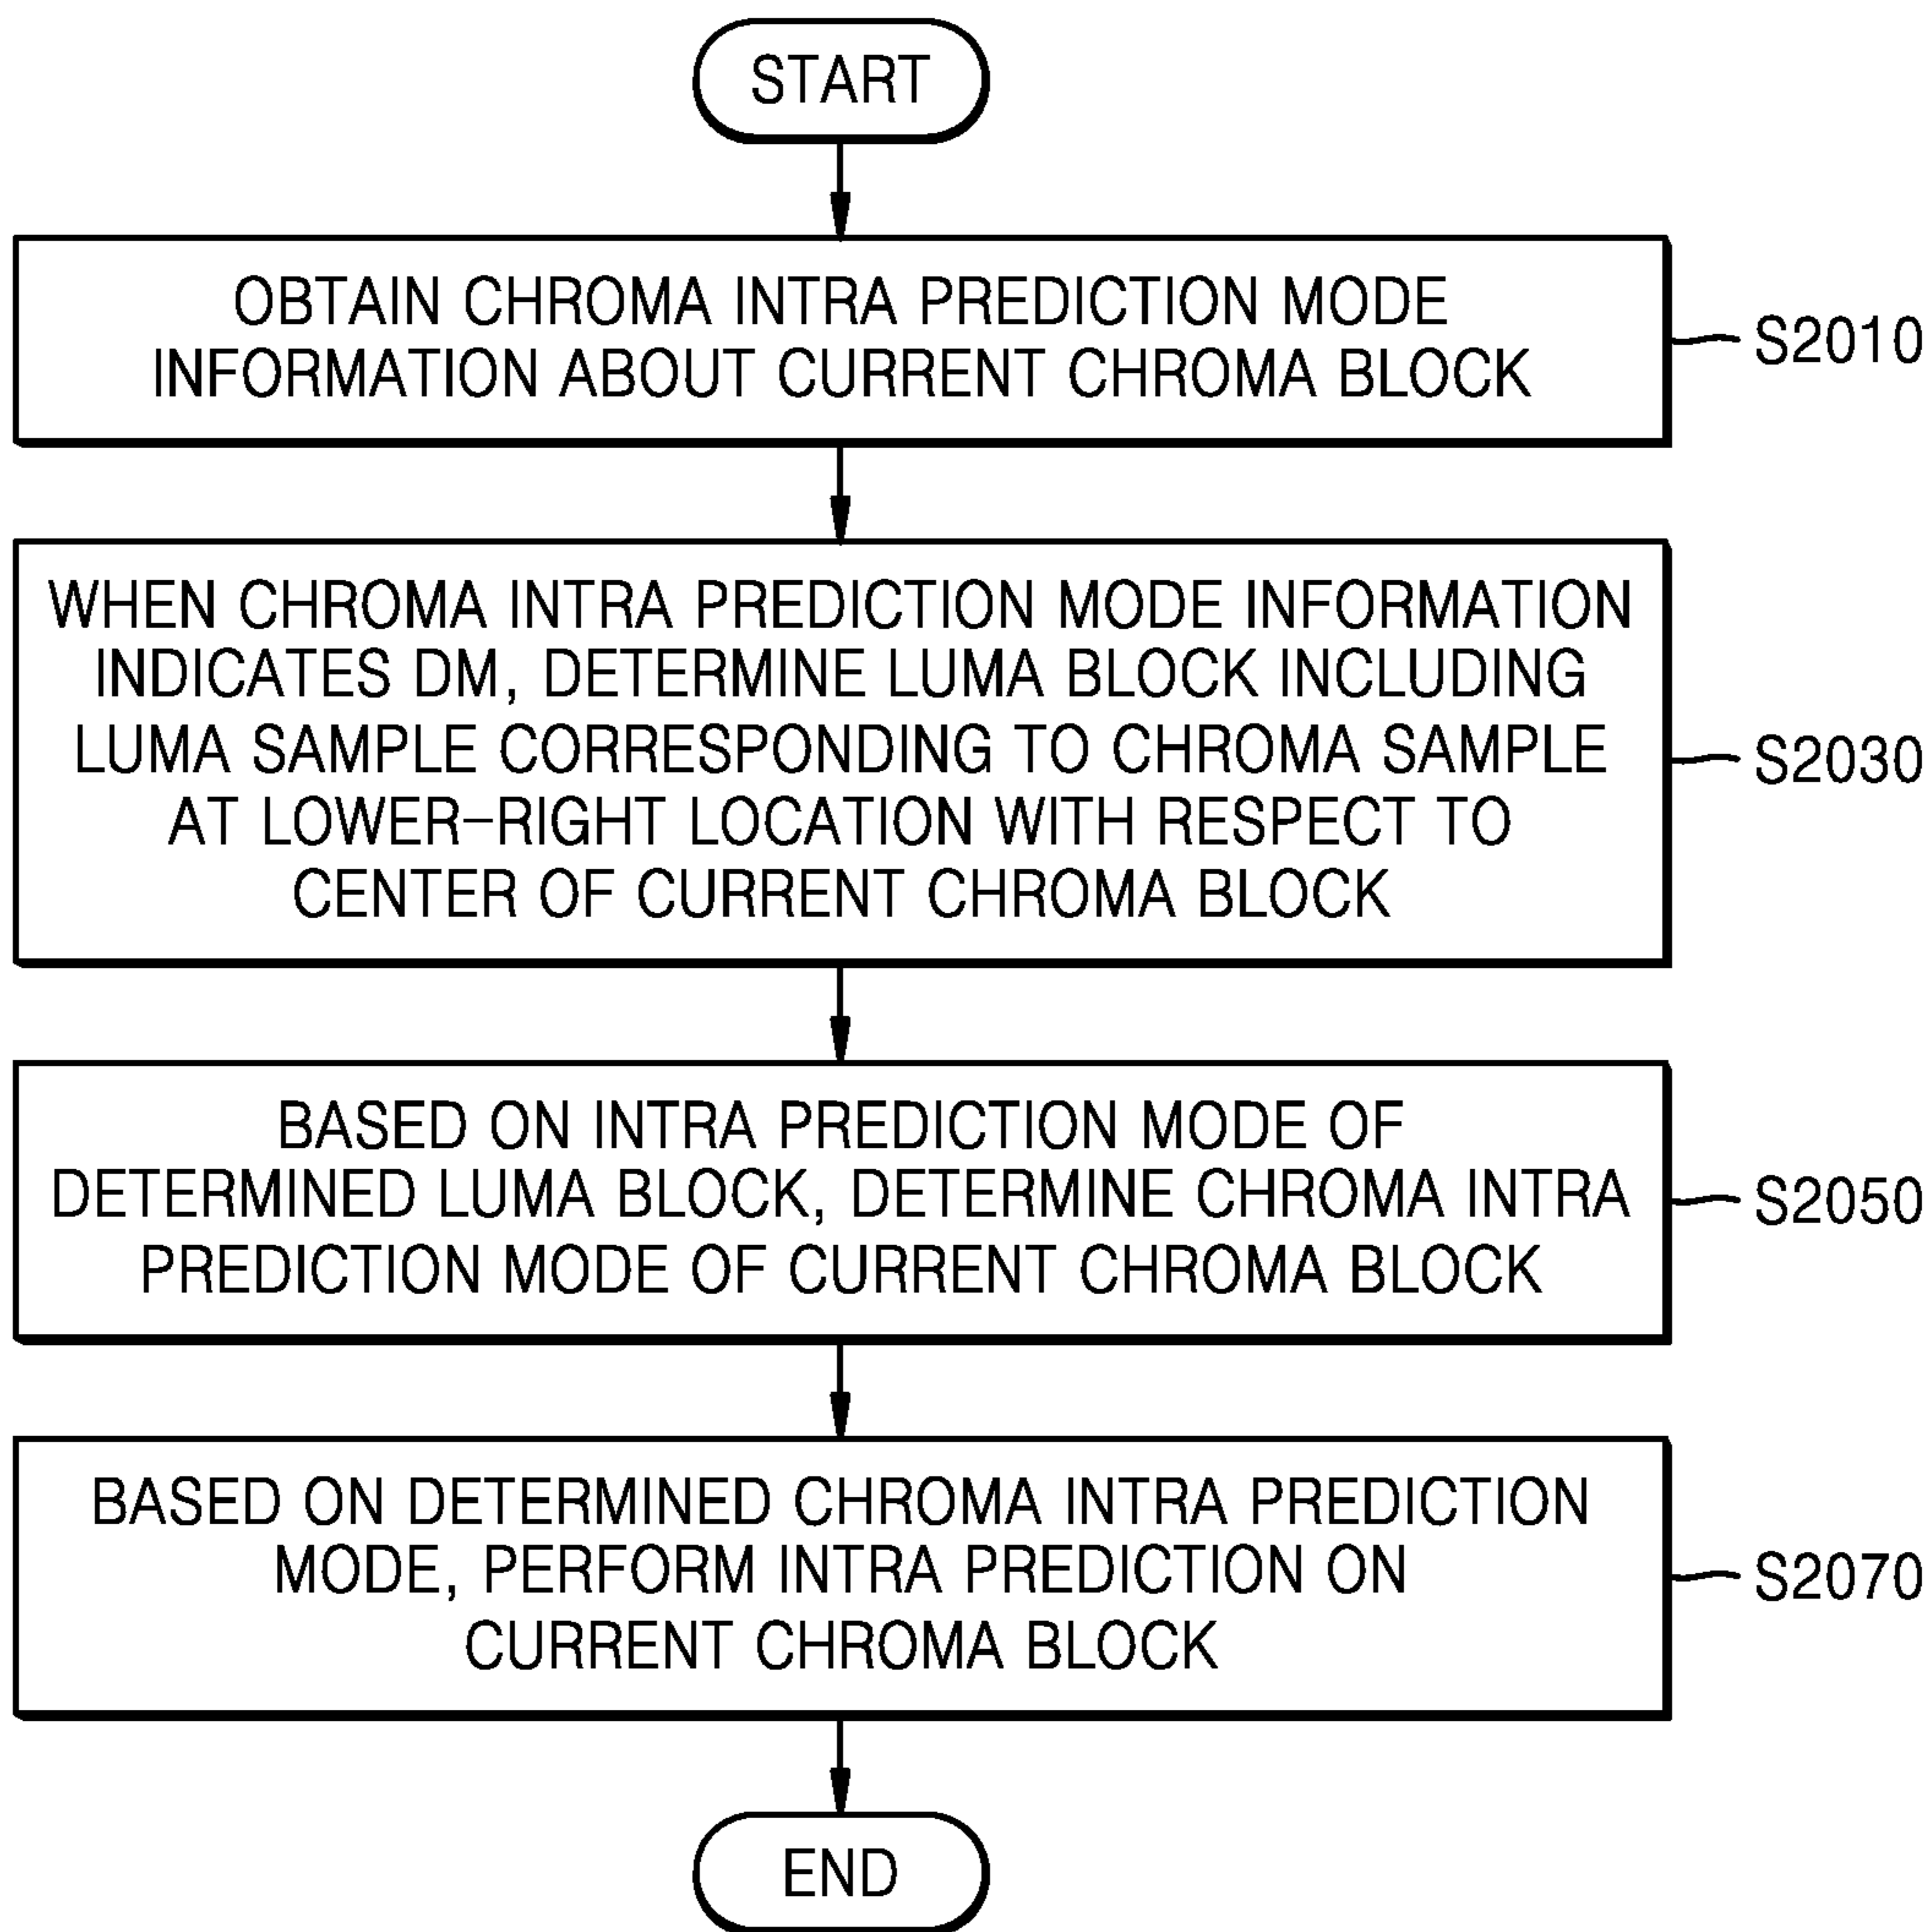 START
OBTAIN CHROMA INTRA PREDICTION MODE
INFORMATION ABOUT CURRENT CHROMA BLOCK
S2010
WHEN CHROMA INTRA PREDICTION MODE INFORMATION
INDICATES DM, DETERMINE LUMA BLOCK INCLUDING
LUMA SAMPLE CORRESPONDING TO CHROMA SAMPLE
AT LOWER-RIGHT LOCATION WITH RESPECT TO
CENTER OF CURRENT CHROMA BLOCK
S2030
BASED ON INTRA PREDICTION MODE OF
DETERMINED LUMA BLOCK, DETERMINE CHROMA INTRA
PREDICTION MODE OF CURRENT CHROMA BLOCK
S2050
BASED ON DETERMINED CHROMA INTRA PREDICTION
MODE, PERFORM INTRA PREDICTION ON
CURRENT CHROMA BLOCK
S2070
END